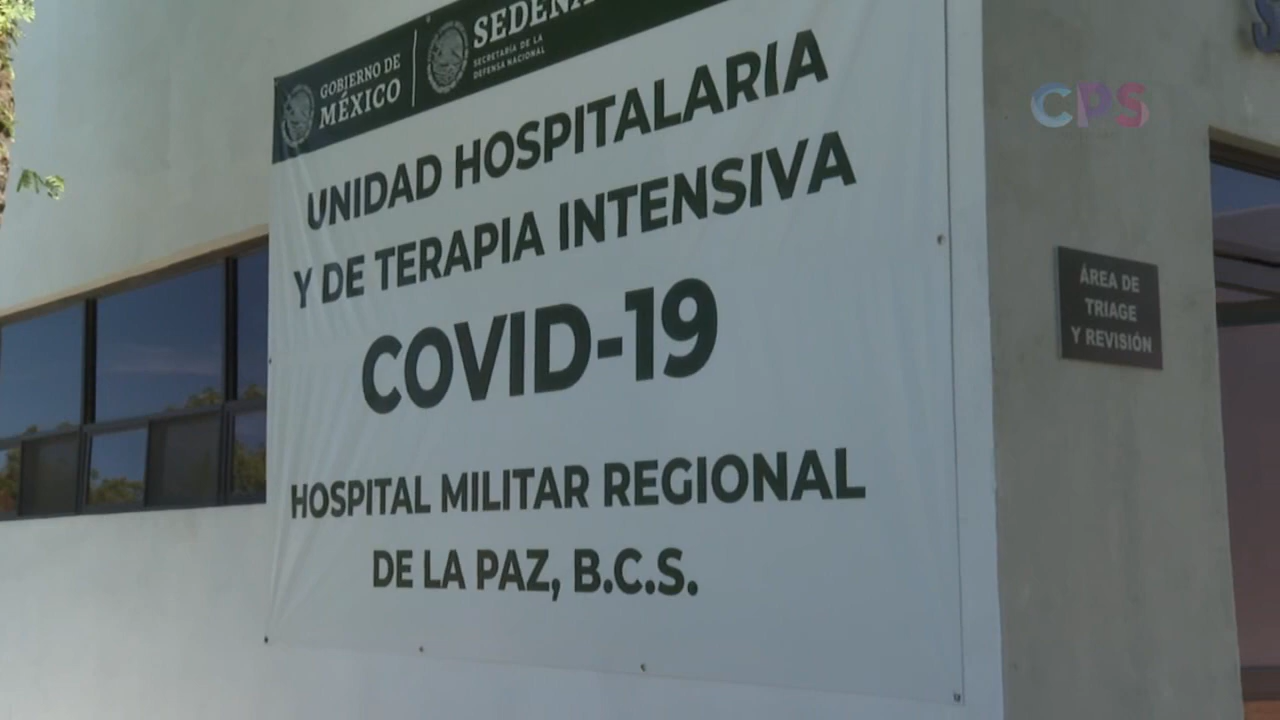 GOBIERNO DE
MÉXICO
SEDENA
SECRETARÍA DE LA
DEFENSA NACIONAL
UNIDAD HOSPITALARIA
Y DE TERAPIA INTENSIVA
COVID-19
HOSPITAL MILITAR REGIONAL
DE LA PAZ, B.C.S.
CPS
ÁREA DE
TRIAGE
Y REVISIÓN